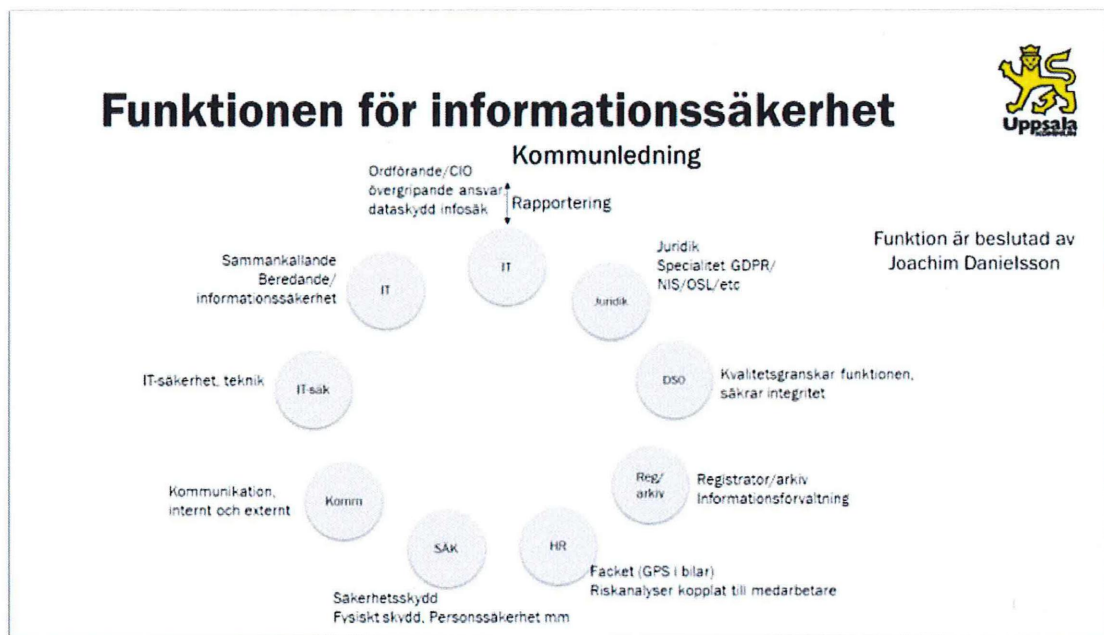 Funktionen för informationssäkerhet
Uppsala
KOMMUN
Kommunledning
Ordförande/CIO
övergripande ansvar,
dataskydd infosäk
Rapportering
Funktion är beslutad av
Joachim Danielsson
IT
Juridik
Specialitet GDPR/
NIS/OSL/etc
Juridik
Sammankallande
Beredande/
informationssäkerhet
IT
DSO
Kvalitetsgranskar funktionen,
säkrar integritet
IT-säkerhet, teknik
IT-säk
Reg/
arkiv
Registrator/arkiv
Informationsförvaltning
Kommunikation,
internt och externt
Komm
SÄK
HR
Facket (GPS i bilar)
Riskanalyser kopplat till medarbetare
Säkerhetsskydd
Fysiskt skydd, Personssäkerhet mm